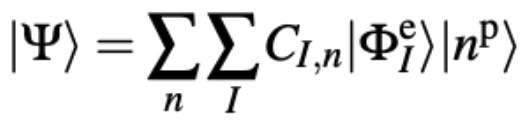 |Ψ⟩ = ∑_n ∑_I C_{I,n}|Φ_I^e⟩|n^p⟩